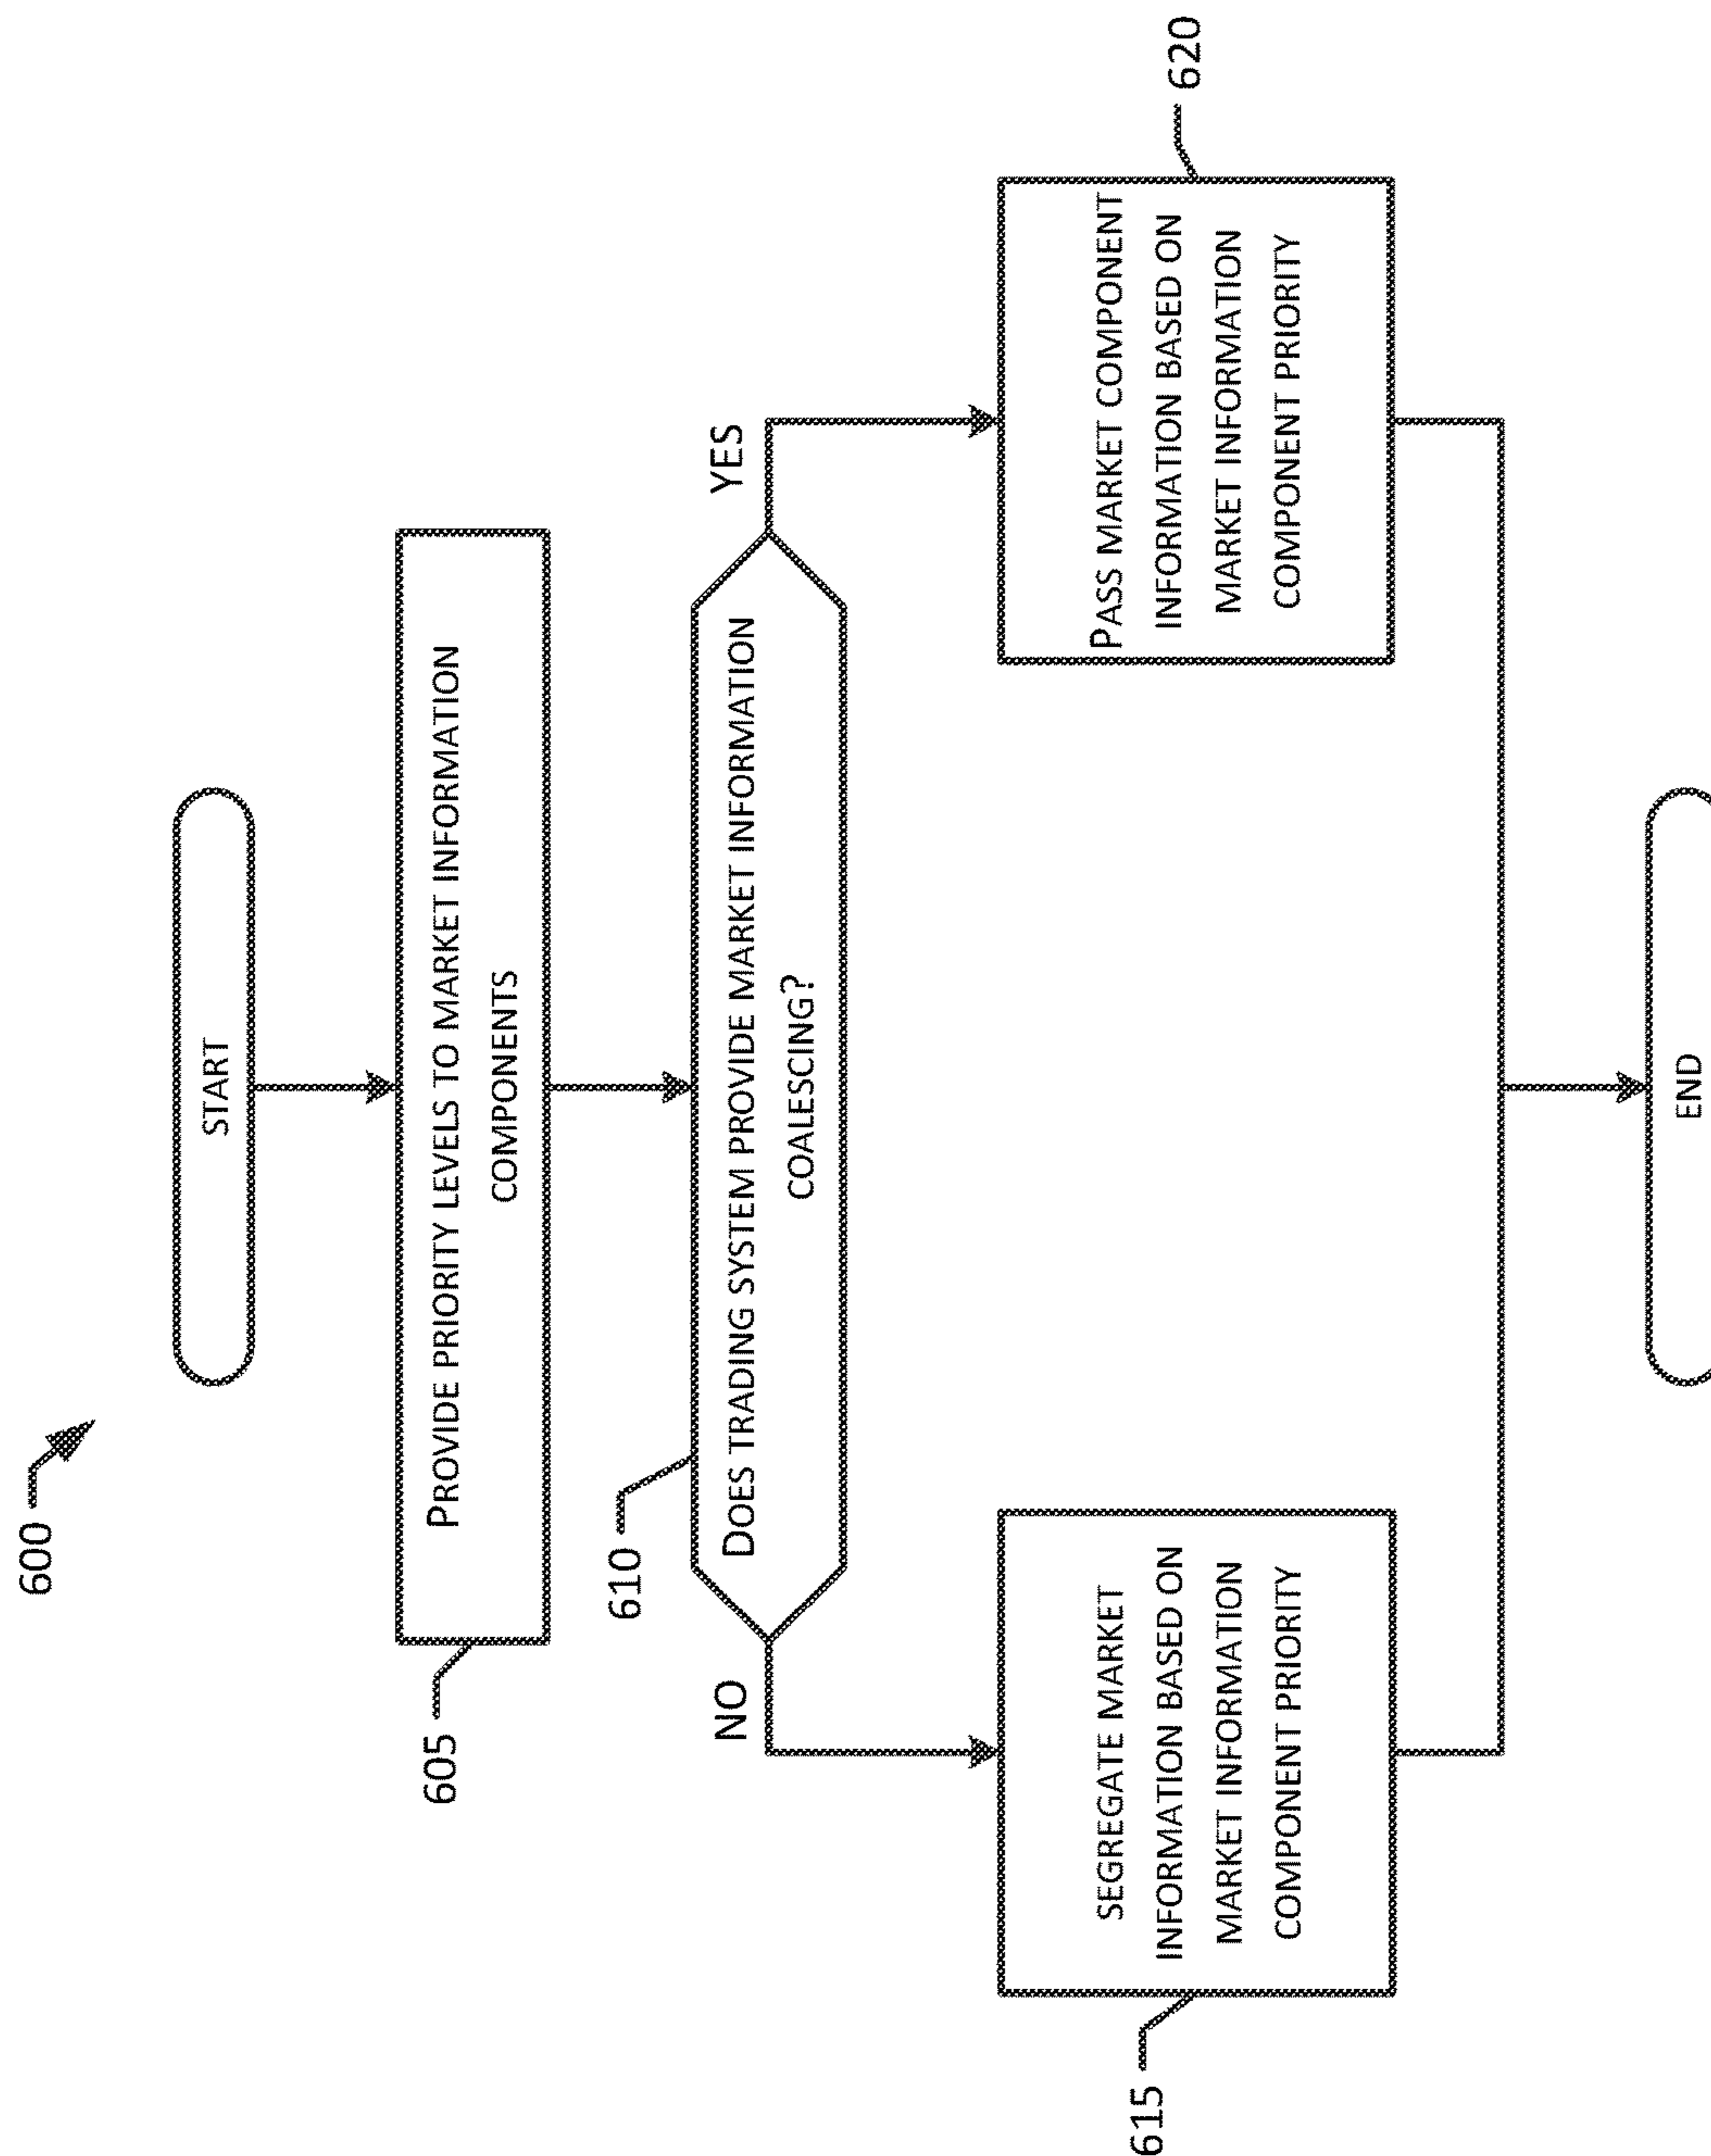 600
START
605
PROVIDE PRIORITY LEVELS TO MARKET INFORMATION
COMPONENTS
610
DOES TRADING SYSTEM PROVIDE MARKET INFORMATION
COALESCING?
NO
YES
615
SEGREGATE MARKET
INFORMATION BASED ON
MARKET INFORMATION
COMPONENT PRIORITY
620
PASS MARKET COMPONENT
INFORMATION BASED ON
MARKET INFORMATION
COMPONENT PRIORITY
END